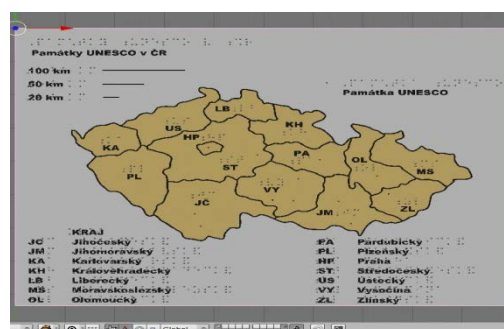 Památky UNESCO v ČR
100 km
50 km
20 km
Památka UNESCO
LB
US
KH
HP
KA
PA
OL
ST
MS
PL
VY
JČ
ZL
JM
KRAJ
JČ Jihočeský
JM Jihomoravský
KA Karlovarský
KH Královéhradecký
LB Liberecký
MS Moravskoslezský
OL Olomoucký
PA Pardubický
PL Plzeňský
HP Praha
ST Středočeský
US Ústecký
VY Vysočina
ZL Zlínský
Global